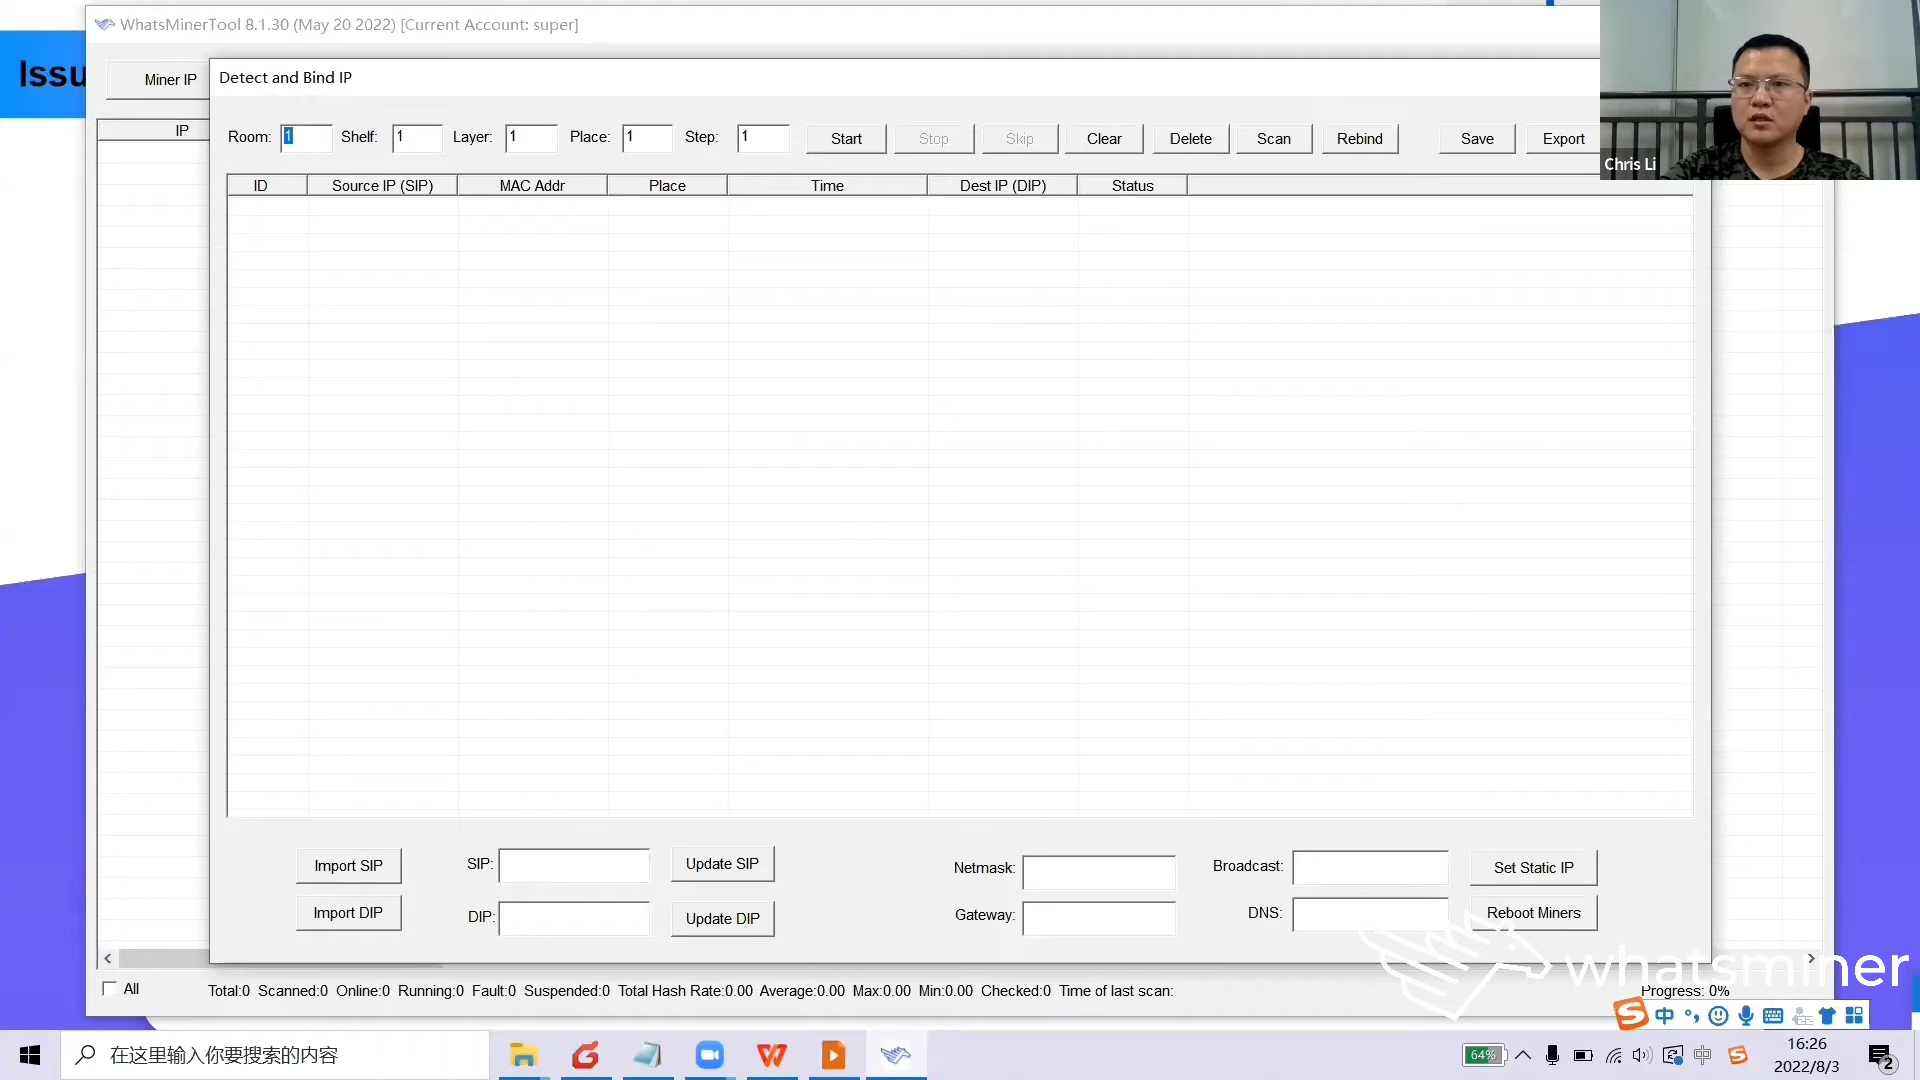 WhatsMinerTool 8.1.30 (May 20 2022) [Current Account: super]
Issu
Miner IP
Detect and Bind IP
IP
Room: 1 Shelf: 1 Layer: 1 Place: 1 Step: 1 Start Stop Skip Clear Delete Scan Rebind Save Export
Chris Li
ID Source IP (SIP) MAC Addr Place Time Dest IP (DIP) Status
Import SIP SIP: Update SIP Netmask: Broadcast: Set Static IP
Import DIP DIP: Update DIP Gateway: DNS: Reboot Miners
whatsminer
All Total:0 Scanned:0 Online:0 Running:0 Fault:0 Suspended:0 Total Hash Rate:0.00 Average:0.00 Max:0.00 Min:0.00 Checked:0 Time of last scan: Progress: 0%
中
在这里输入你要搜索的内容
64% 中 16:26
2022/8/3 2